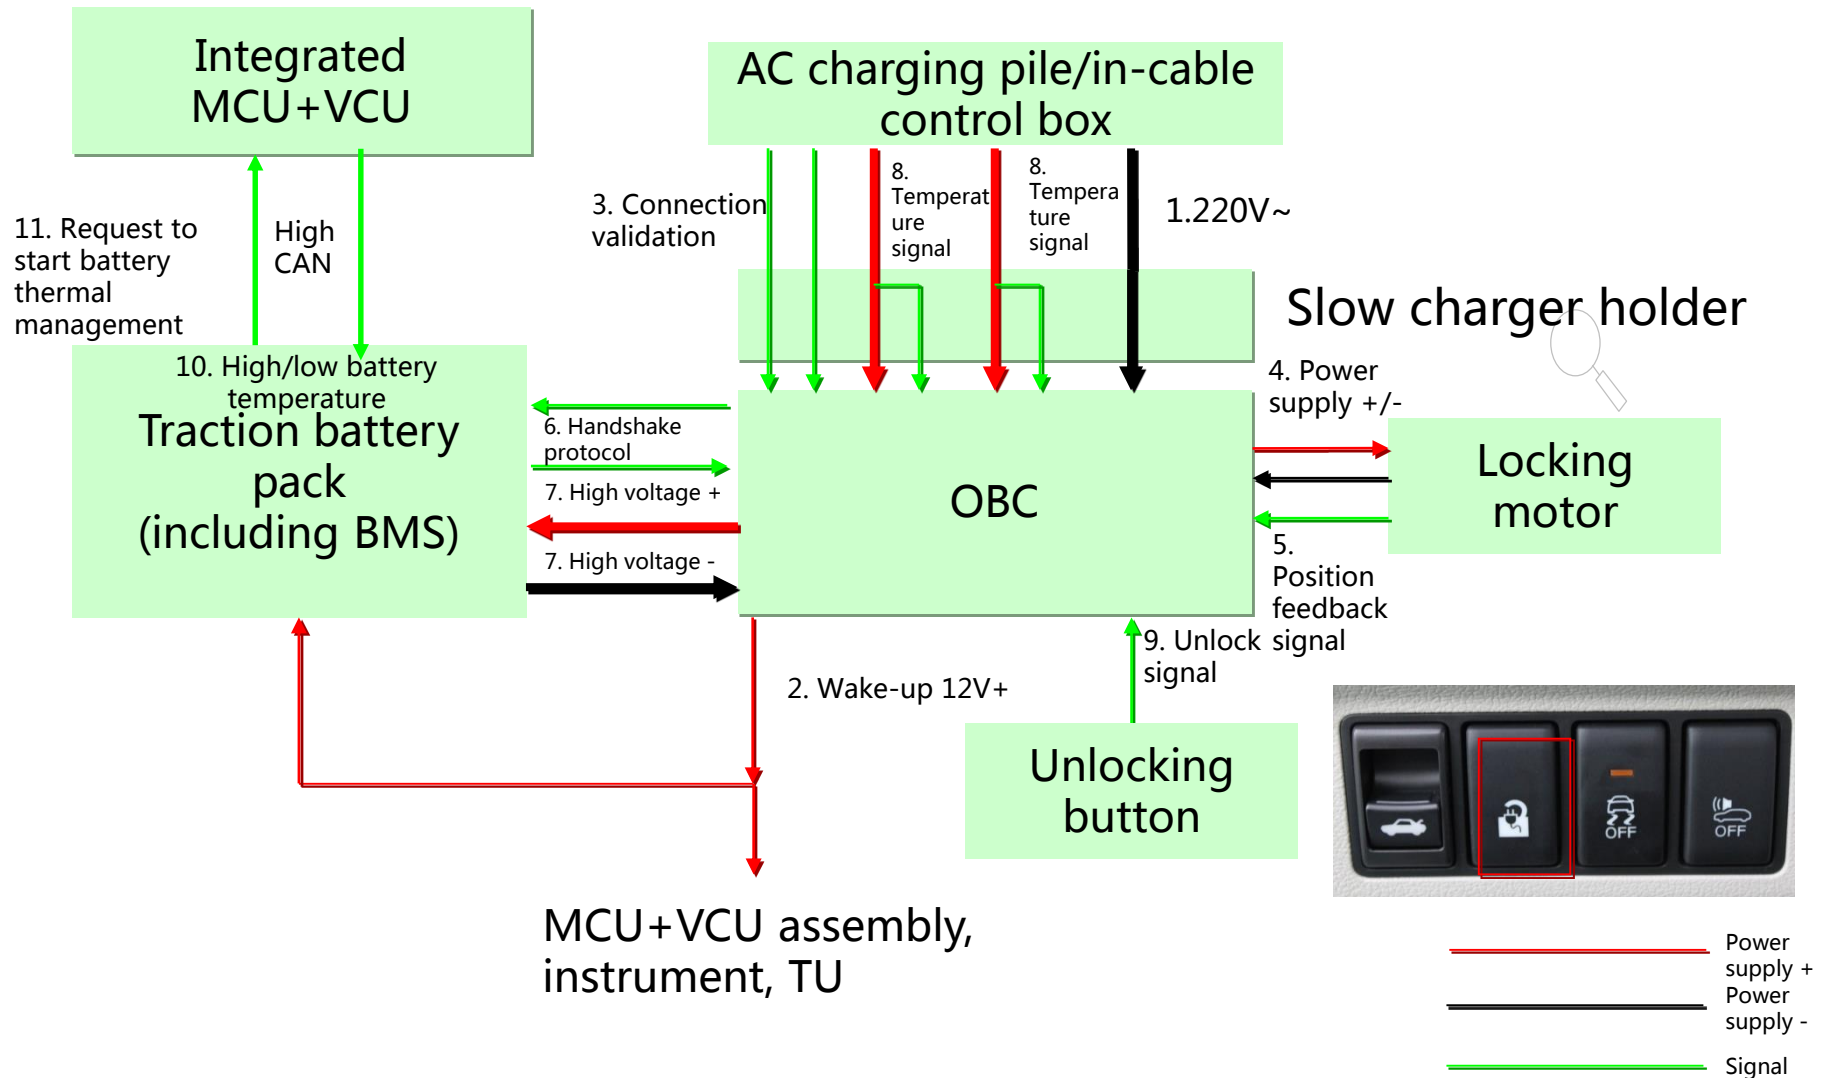 Integrated
MCU+VCU
AC charging pile/in-cable
control box
11. Request to
start battery
thermal
management
High
CAN
3. Connection
validation
8.
Temperat
ure
signal
8.
Tempera
ture
signal
1.220V~
Slow charger holder
10. High/low battery
temperature
Traction battery
pack
(including BMS)
6. Handshake
protocol
7. High voltage +
7. High voltage -
OBC
4. Power
supply +/-
Locking
motor
5.
Position
feedback
signal
9. Unlock
signal
2. Wake-up 12V+
Unlocking
button
OFF
OFF
MCU+VCU assembly,
instrument, TU
Power
supply +
Power
supply -
Signal